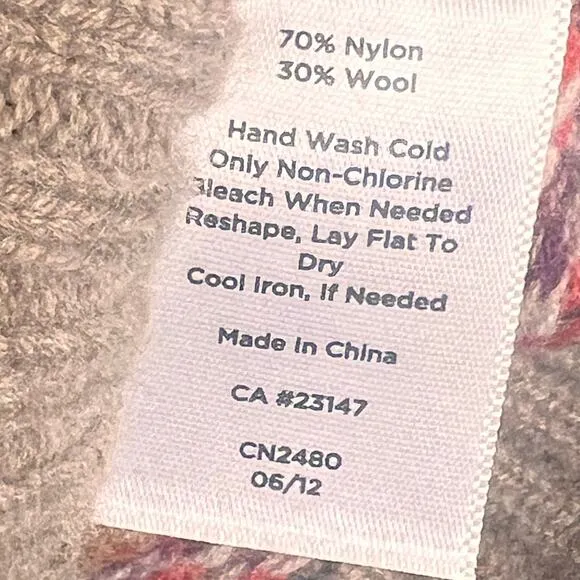 70% Nylon
30% Wool
Hand Wash Cold
Only Non-Chlorine
Bleach When Needed
Reshape, Lay Flat To
Dry
Cool Iron, If Needed
Made In China
CA #23147
CN2480
06/12